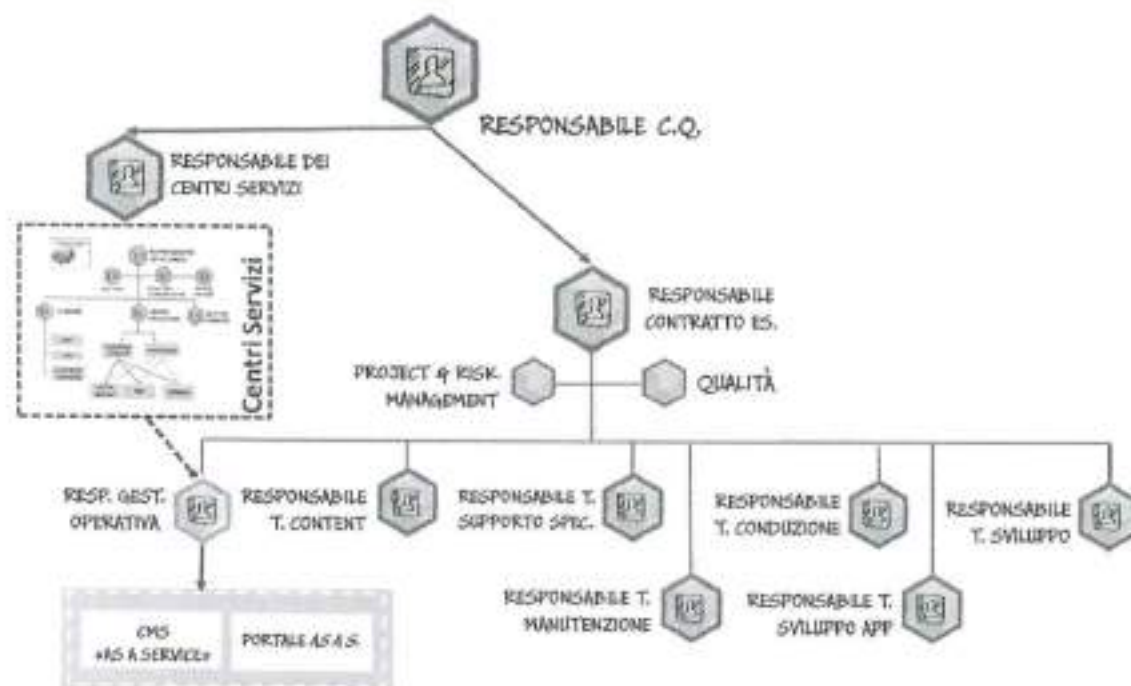 RESPONSABILE C.Q.
RESPONSABILE DEI
CENTRI SERVIZI
Centri Servizi
RESPONSABILE
CONTRATTO ES.
PROJECT & RISK
MANAGEMENT
QUALITÀ
RESP. GEST.
OPERATIVA
RESPONSABILE
T. CONTENT
RESPONSABILE T.
SUPPORTO SPEC.
RESPONSABILE
T. CONDUZIONE
RESPONSABILE
T. SVILUPPO
RESPONSABILE T.
MANUTENZIONE
RESPONSABILE T.
SVILUPPO APP
CMS
«AS A SERVICE»
PORTALE A.S.A.S.